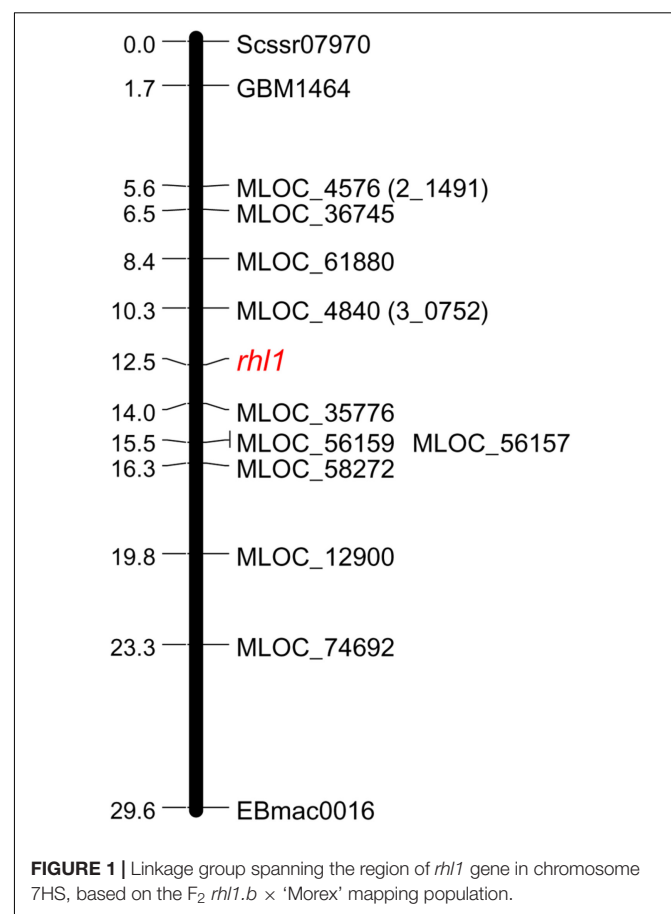 0.0 Scssr07970
1.7 GBM1464
5.6 MLOC_4576 (2_1491)
6.5 MLOC_36745
8.4 MLOC_61880
10.3 MLOC_4840 (3_0752)
12.5 rhl1
14.0 MLOC_35776
15.5 MLOC_56159 MLOC_56157
16.3 MLOC_58272
19.8 MLOC_12900
23.3 MLOC_74692
29.6 EBmac0016
FIGURE 1 | Linkage group spanning the region of rhl1 gene in chromosome
7HS, based on the F₂ rhl1.b × ‘Morex’ mapping population.